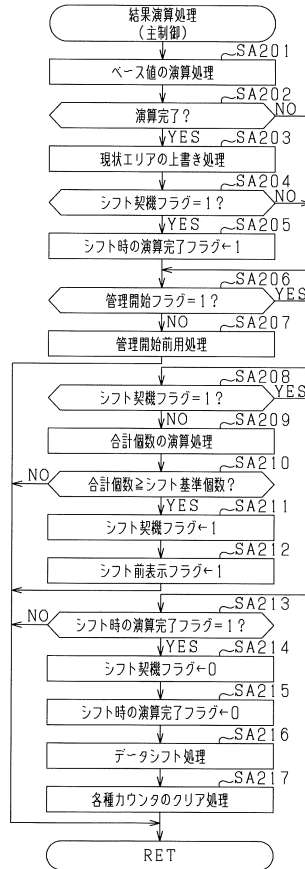 結果演算処理
(主制御)
SA201
ベース値の演算処理
SA202
演算完了?
NO
YES
SA203
現状エリアの上書き処理
SA204
シフト契機フラグ=1?
NO
YES
SA205
シフト時の演算完了フラグ←1
SA206
管理開始フラグ=1?
YES
NO
SA207
管理開始前用処理
SA208
シフト契機フラグ=1?
YES
NO
SA209
合計個数の演算処理
SA210
NO
合計個数≧シフト基準個数?
YES
SA211
シフト契機フラグ←1
SA212
シフト前表示フラグ←1
SA213
NO
シフト時の演算完了フラグ=1?
YES
SA214
シフト契機フラグ←0
SA215
シフト時の演算完了フラグ←0
SA216
データシフト処理
SA217
各種カウンタのクリア処理
RET